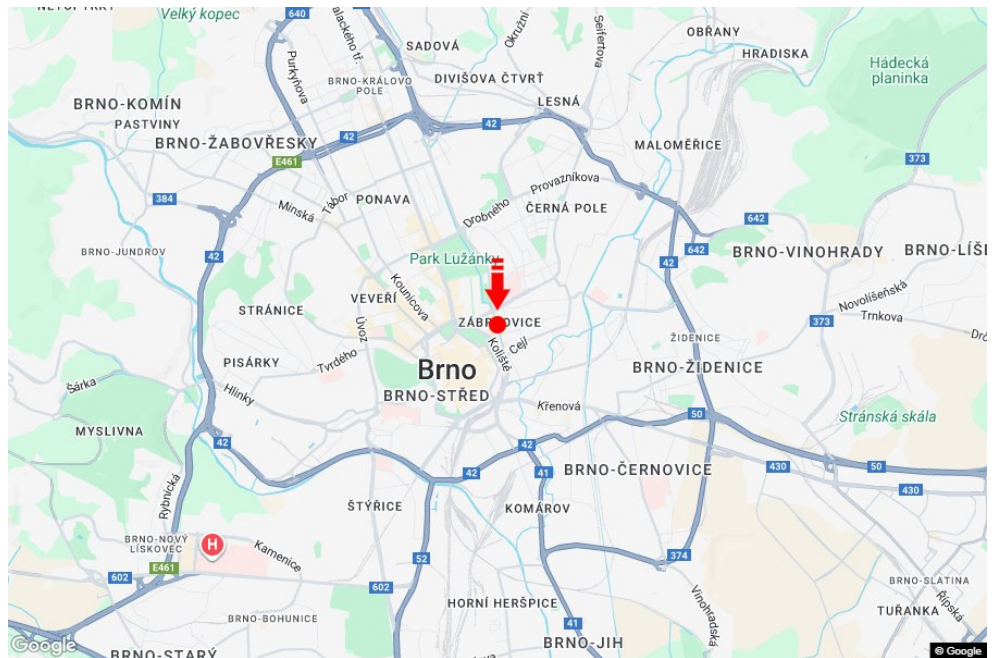 Velký kopec
640
Palackého tř.
SADOVÁ
Okružní
Seifertova
OBŘANY
HRADISKA
Hádecká
planinka
Purkyňova
BRNO-KRÁLOVO
POLE
DIVIŠOVA ČTVRŤ
BRNO-KOMÍN
PASTVINY
LESNÁ
42
42
BRNO-ŽABOVŘESKY
MALOMĚŘICE
E461
373
384
Minská
Tábor
PONAVA
Provazníkova
Drobného
ČERNÁ POLE
42
642
642
BRNO-JUNDROV
42
Park Lužánky
42
BRNO-VINOHRADY
STRÁNICE
VEVEŘÍ
Kounicova
Úvoz
Novolíšeňská
Trnkova
373
Koliště
Cejl
ŽIDENICE
PISÁRKY
Tvrdého
Brno
BRNO-STŘED
BRNO-ŽIDENICE
Šárka
Hlinky
Křenová
50
Stránská skála
MYSLIVNA
42
42
42
41
BRNO-ČERNOVICE
430
50
430
Rybnická
ŠTÝŘICE
KOMÁROV
BRNO-NOVÝ
LÍSKOVEC
H
Kamenice
52
374
E461
602
602
BRNO-SLATINA
BRNO-BOHUNICE
HORNÍ HERŠPICE
Vinohradská
TUŘANKA
Řípská
41
BRNO-JIH
BRNO-STARÝ
Google
© Google